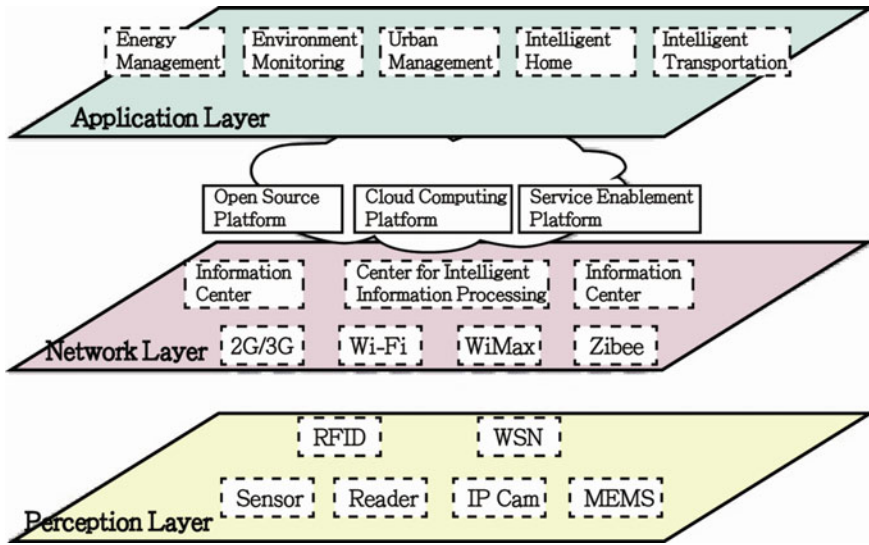 Energy
Management
Environment
Monitoring
Urban
Management
Intelligent
Home
Intelligent
Transportation
Application Layer
Open Source
Platform
Cloud Computing
Platform
Service Enablement
Platform
Information
Center
Center for Intelligent
Information Processing
Information
Center
Network Layer
2G/3G
Wi-Fi
WiMax
Zibee
RFID
WSN
Sensor
Reader
IP Cam
MEMS
Perception Layer